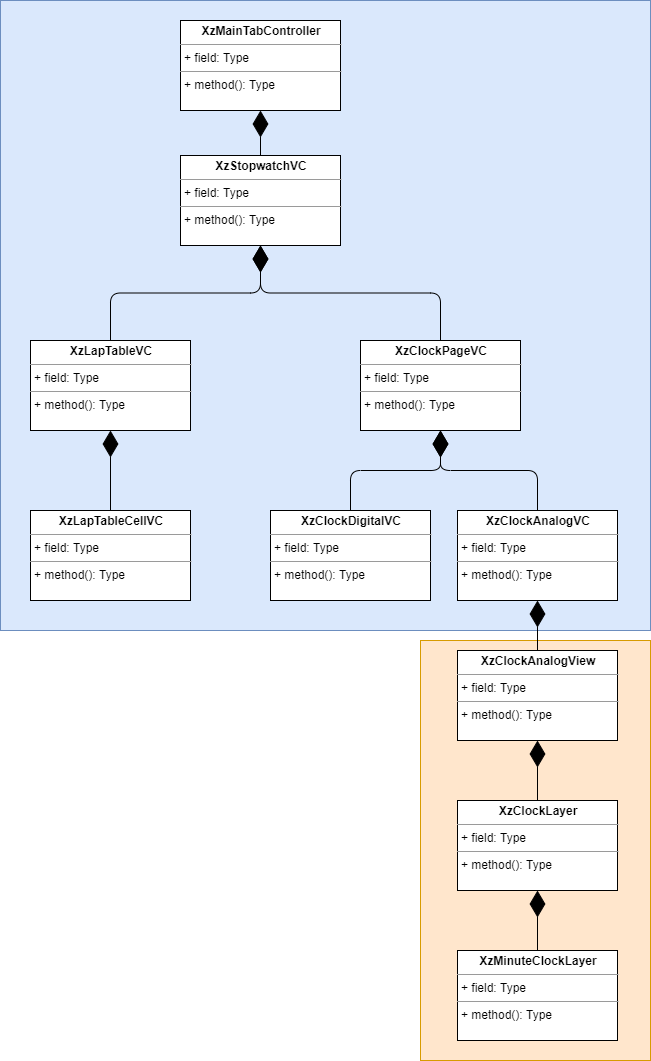 XzMainTabController
+ field: Type
+ method(): Type
XzStopwatchVC
+ field: Type
+ method(): Type
XzLapTableVC
+ field: Type
+ method(): Type
XzClockPageVC
+ field: Type
+ method(): Type
XzLapTableCellVC
+ field: Type
+ method(): Type
XzClockDigitalVC
+ field: Type
+ method(): Type
XzClockAnalogVC
+ field: Type
+ method(): Type
XzClockAnalogView
+ field: Type
+ method(): Type
XzClockLayer
+ field: Type
+ method(): Type
XzMinuteClockLayer
+ field: Type
+ method(): Type